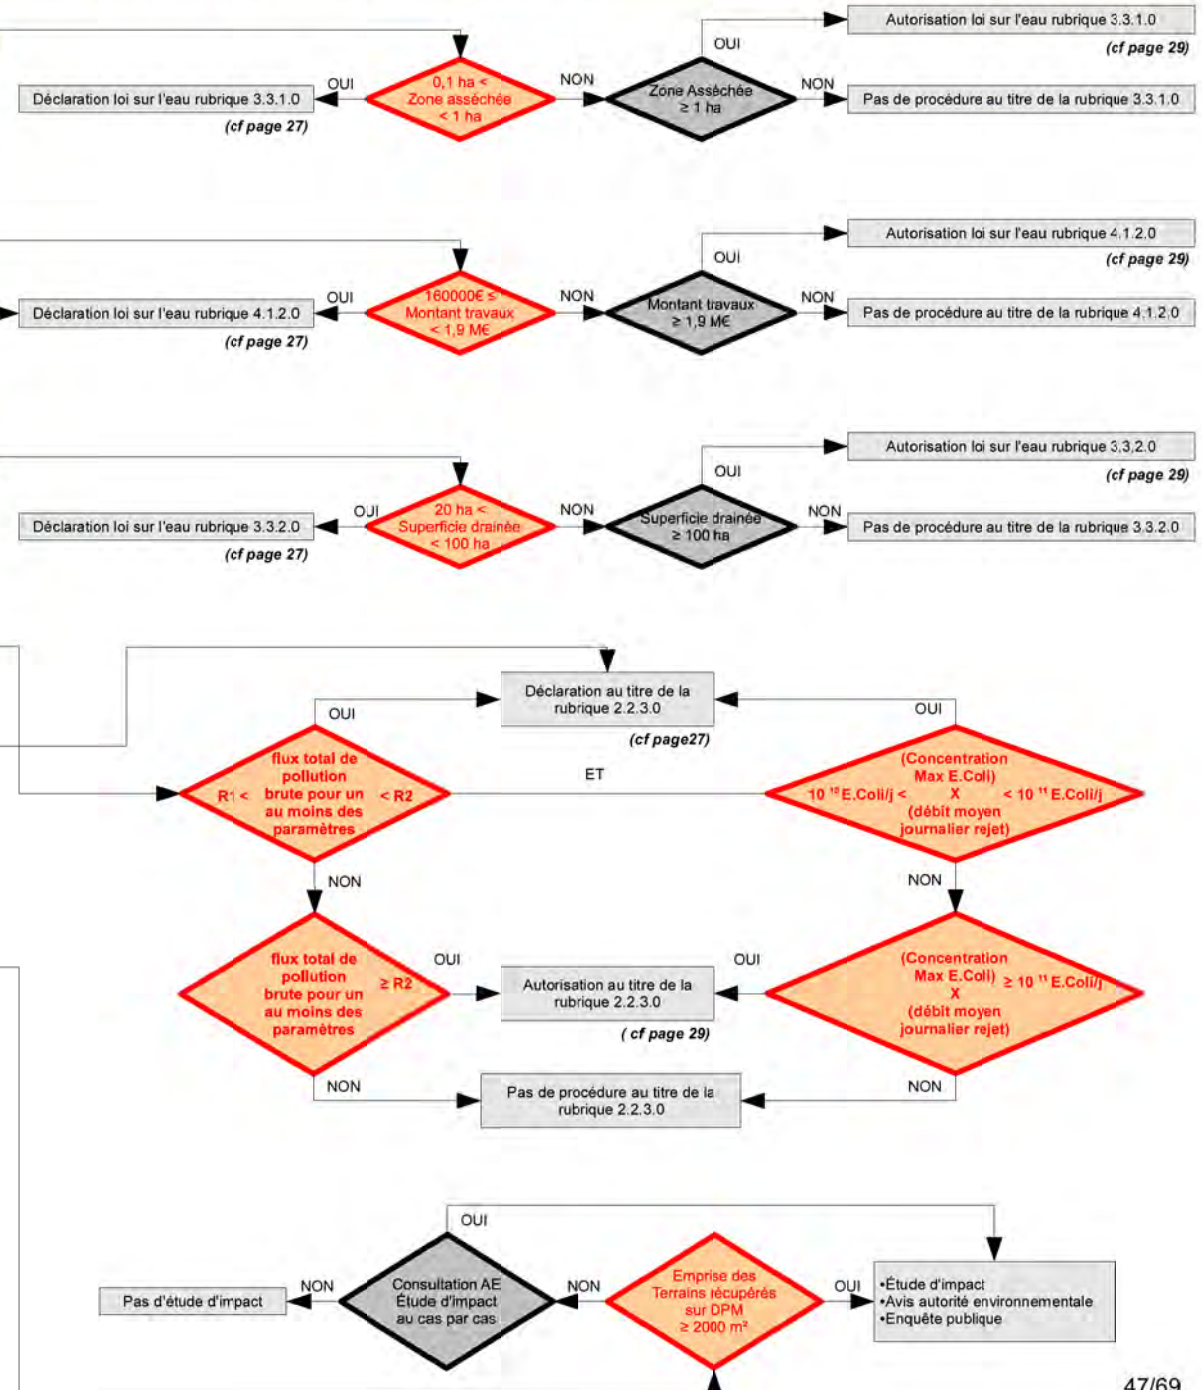 Autorisation loi sur l'eau rubrique 3.3.1.0
(cf page 29)
OUI
0,1 ha <
Zone asséchée
< 1 ha
OUI
NON
Zone Asséchée
≥ 1 ha
NON
Déclaration loi sur l'eau rubrique 3.3.1.0
(cf page 27)
Pas de procédure au titre de la rubrique 3.3.1.0
Autorisation loi sur l'eau rubrique 4.1.2.0
(cf page 29)
OUI
160000€ ≤
Montant travaux
< 1,9 M€
OUI
NON
Montant travaux
≥ 1,9 M€
NON
Déclaration loi sur l'eau rubrique 4.1.2.0
(cf page 27)
Pas de procédure au titre de la rubrique 4.1.2.0
Autorisation loi sur l'eau rubrique 3.3.2.0
(cf page 29)
OUI
20 ha <
Superficie drainée
< 100 ha
OUI
NON
Superficie drainée
≥ 100 ha
NON
Déclaration loi sur l'eau rubrique 3.3.2.0
(cf page 27)
Pas de procédure au titre de la rubrique 3.3.2.0
Déclaration au titre de la
rubrique 2.2.3.0
(cf page27)
OUI
OUI
flux total de
pollution
R1 < brute pour un < R2
au moins des
paramètres
ET
(Concentration
Max E.Coli)
10 ¹⁰ E.Coli/j < X < 10 ¹¹ E.Coli/j
(débit moyen
journalier rejet)
NON
NON
flux total de
pollution ≥ R2
brute pour un
au moins des
paramètres
OUI
Autorisation au titre de la
rubrique 2.2.3.0
( cf page 29)
OUI
(Concentration
Max E.Coli) ≥ 10 ¹¹ E.Coli/j
X
(débit moyen
journalier rejet)
NON
Pas de procédure au titre de la
rubrique 2.2.3.0
NON
OUI
Pas d'étude d'impact
NON
Consultation AE
Étude d'impact
au cas par cas
NON
Emprise des
Terrains récupérés
sur DPM
≥ 2000 m²
OUI
•Étude d'impact
•Avis autorité environnementale
•Enquête publique
47/69